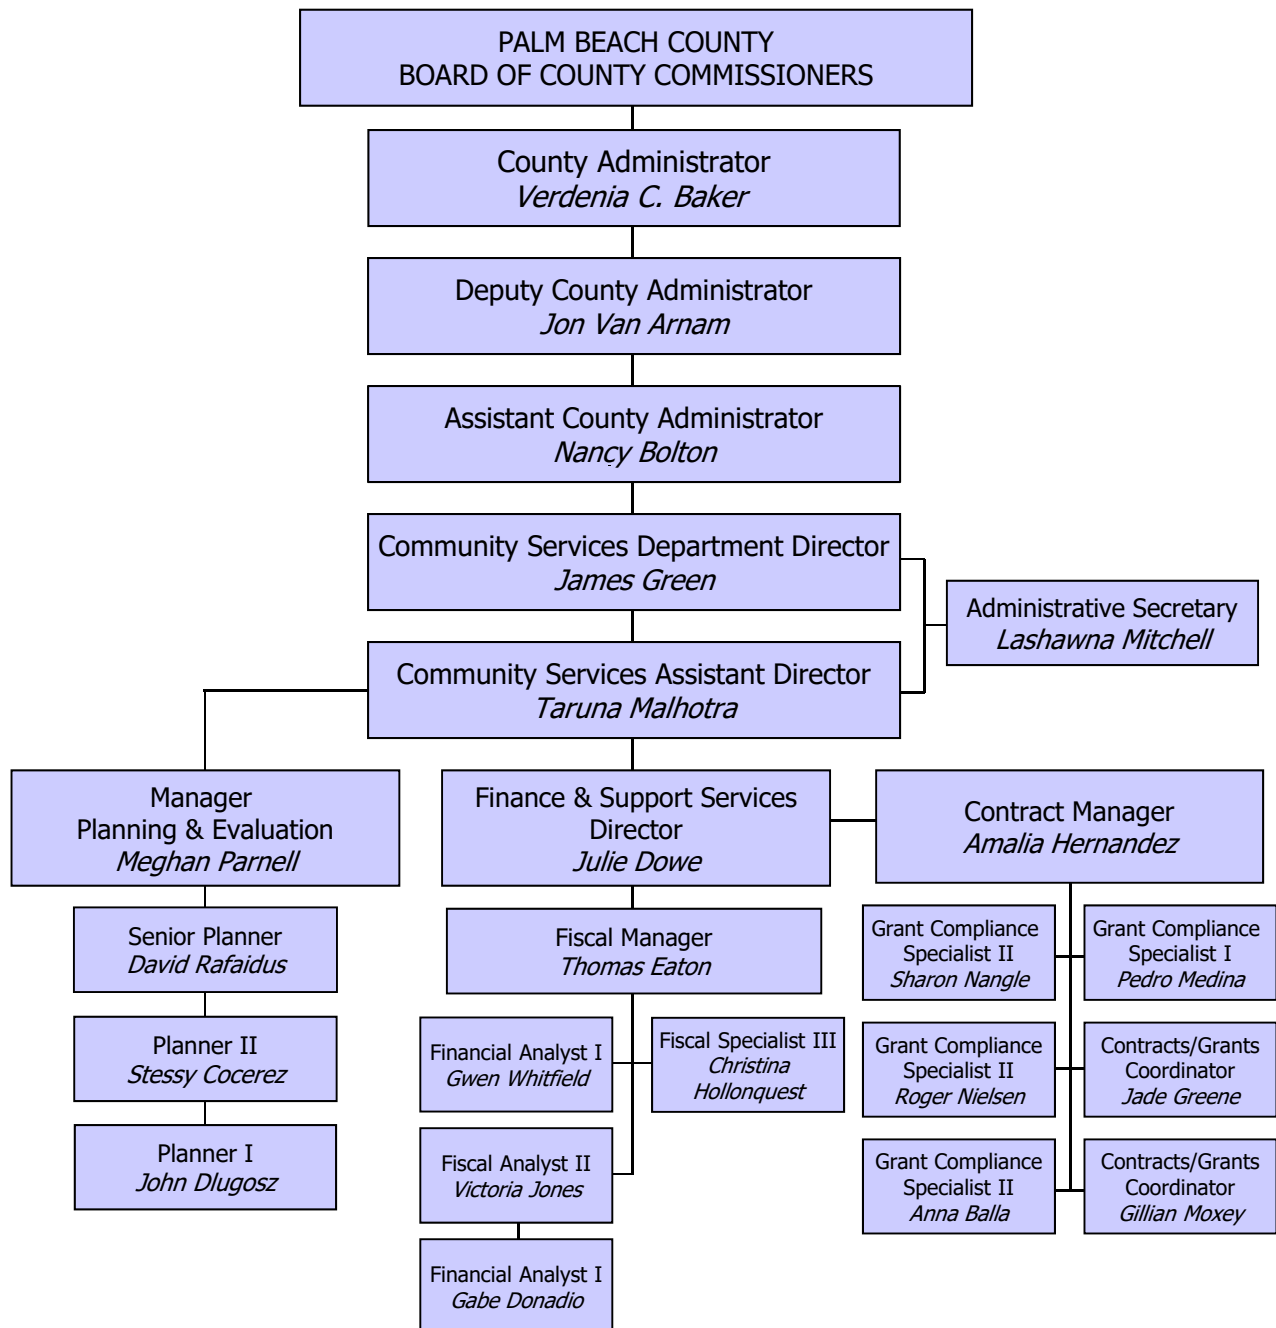 PALM BEACH COUNTY
BOARD OF COUNTY COMMISSIONERS
County Administrator
Verdenia C. Baker
Deputy County Administrator
Jon Van Arnam
Assistant County Administrator
Nancy Bolton
Community Services Department Director
James Green
Administrative Secretary
Lashawna Mitchell
Community Services Assistant Director
Taruna Malhotra
Manager
Planning & Evaluation
Meghan Parnell
Senior Planner
David Rafaidus
Planner II
Stessy Cocerez
Planner I
John Dlugosz
Finance & Support Services
Director
Julie Dowe
Fiscal Manager
Thomas Eaton
Financial Analyst I
Gwen Whitfield
Fiscal Specialist III
Christina
Hollonquest
Fiscal Analyst II
Victoria Jones
Financial Analyst I
Gabe Donadio
Contract Manager
Amalia Hernandez
Grant Compliance
Specialist II
Sharon Nangle
Grant Compliance
Specialist I
Pedro Medina
Grant Compliance
Specialist II
Roger Nielsen
Contracts/Grants
Coordinator
Jade Greene
Grant Compliance
Specialist II
Anna Balla
Contracts/Grants
Coordinator
Gillian Moxey